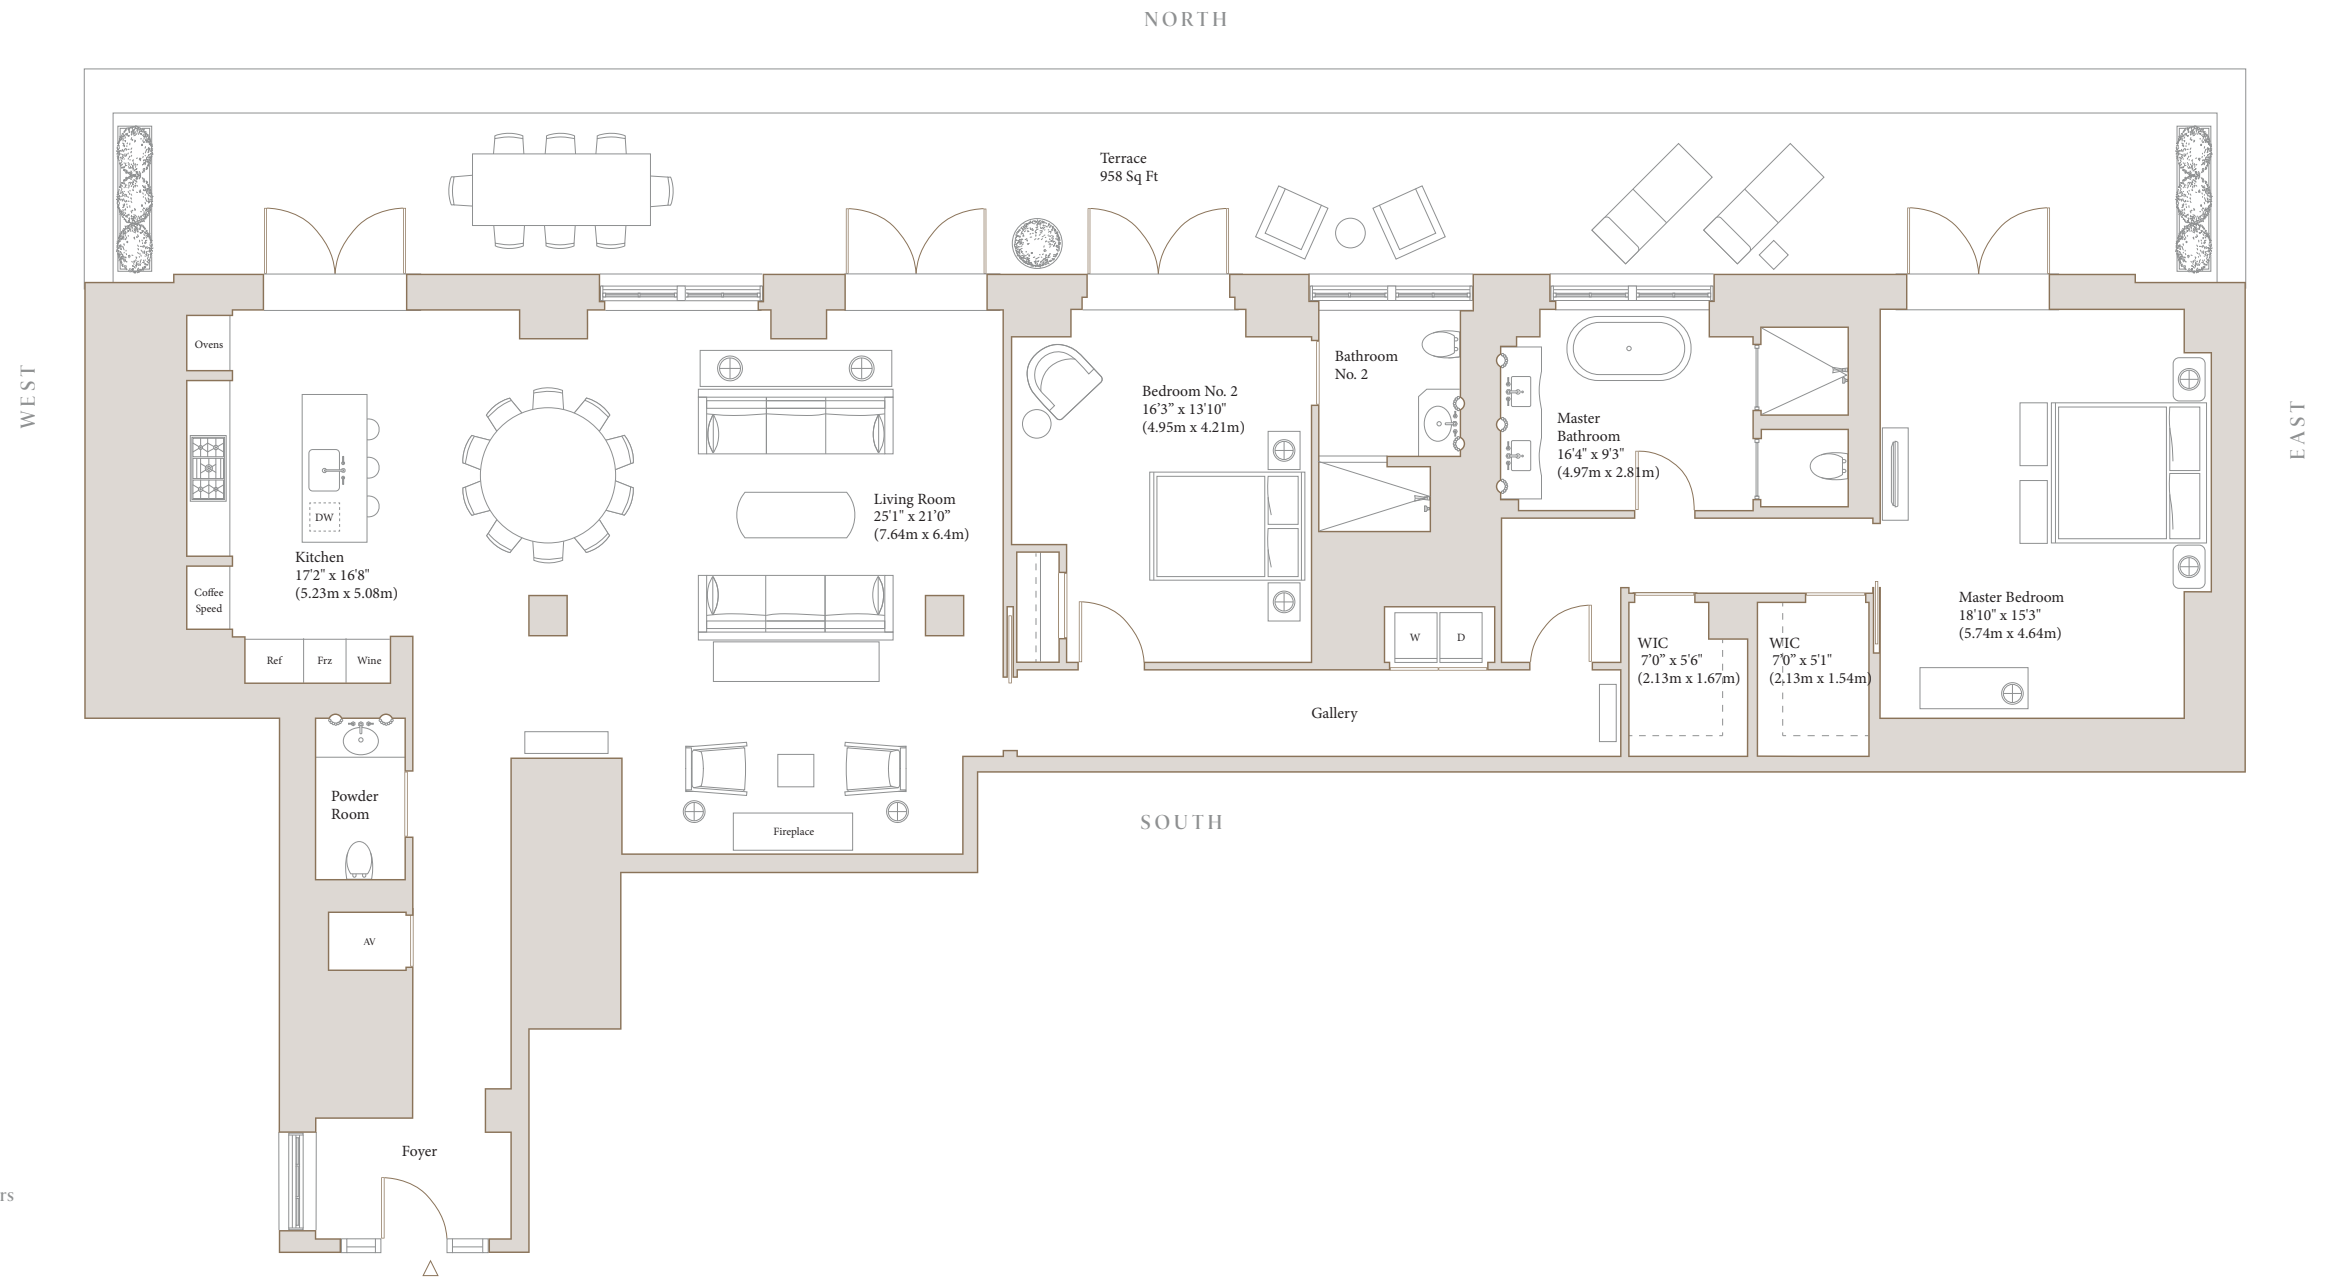 NORTH
Terrace
958 Sq Ft
WEST
EAST
Ovens
Bathroom
No. 2
Bedroom No. 2
16’3” x 13'10"
(4.95m x 4.21m)
Master
Bathroom
16'4" x 9'3"
(4.97m x 2.81m)
Living Room
25'1" x 21’0”
(7.64m x 6.4m)
DW
Kitchen
17'2" x 16'8"
(5.23m x 5.08m)
Coffee
Speed
Master Bedroom
18'10" x 15'3"
(5.74m x 4.64m)
W
D
WIC
7’0” x 5'6"
(2.13m x 1.67m)
WIC
7’0” x 5'1"
(2.13m x 1.54m)
Ref
Frz
Wine
Gallery
Powder
Room
Fireplace
SOUTH
AV
Foyer
rs